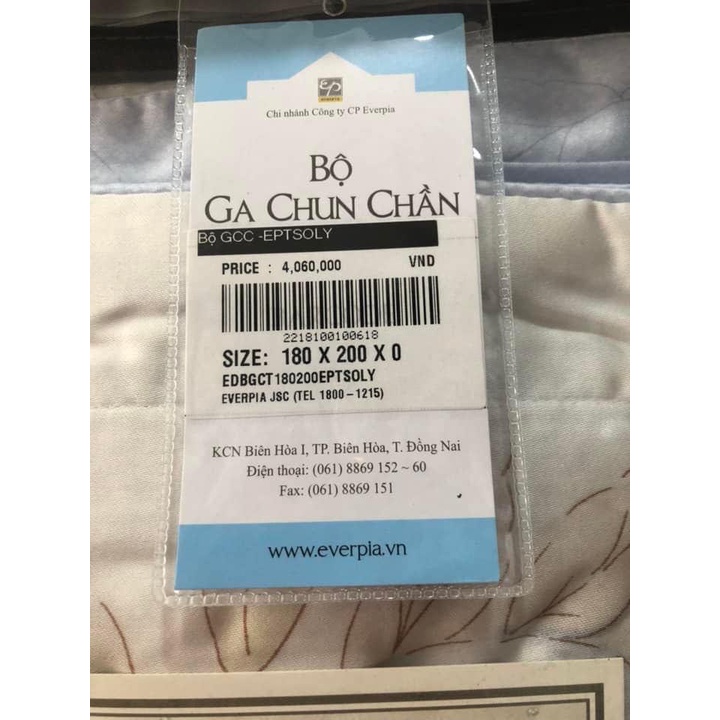 EP
EVERPIA
Chi nhánh Công ty CP Everpia
BỘ
GA CHUN CHẦN
Bộ GCC -EPTSOLY
PRICE : 4,060,000 VND
2218100100618
SIZE: 180 X 200 X 0
EDBGCT180200EPTSOLY
EVERPIA JSC (TEL 1800-1215)
KCN Biên Hòa I, TP. Biên Hòa, T. Đồng Nai
Điện thoại: (061) 8869 152 ~ 60
Fax: (061) 8869 151
www.everpia.vn